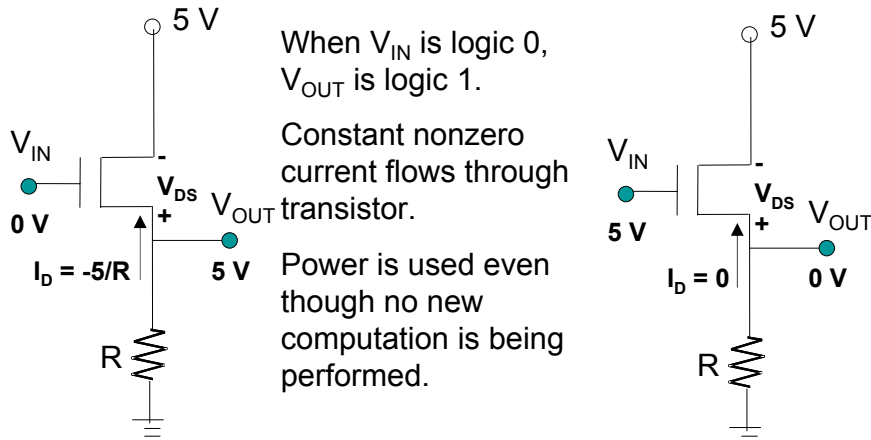 5 V
V_IN
0 V
-
V_DS
+
V_OUT
I_D = -5/R
5 V
R
When V_IN is logic 0,
V_OUT is logic 1.
Constant nonzero
current flows through
transistor.
Power is used even
though no new
computation is being
performed.
5 V
V_IN
5 V
-
V_DS
+
V_OUT
I_D = 0
0 V
R